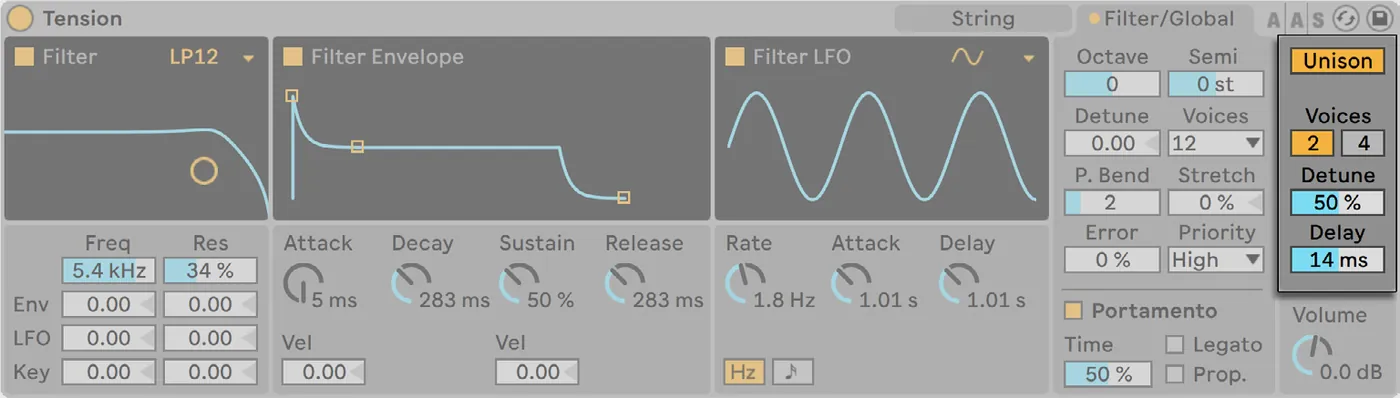 Tension String Filter/Global AAS
Filter LP12 Filter Envelope Filter LFO
Octave Semi
0 0 st
Detune Voices
0.00 12
P. Bend Stretch
2 0 %
Error Priority
0 % High
Unison
Voices
2 4
Detune
50 %
Delay
14 ms
Freq Res
5.4 kHz 34 %
Env 0.00 0.00
LFO 0.00 0.00
Key 0.00 0.00
Attack Decay Sustain Release
5 ms 283 ms 50 % 283 ms
Vel Vel
0.00 0.00
Rate Attack Delay
1.8 Hz 1.01 s 1.01 s
Hz
Portamento
Time Legato
50 % Prop.
Volume
0.0 dB